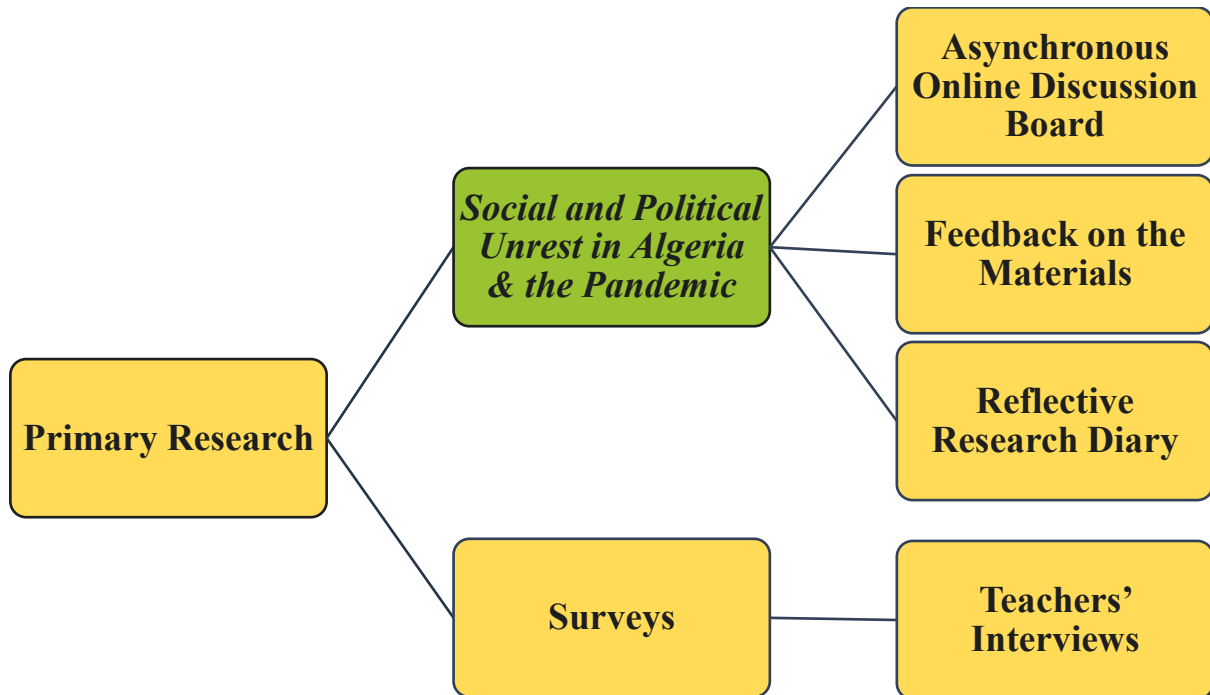 Primary Research
Social and Political
Unrest in Algeria
& the Pandemic
Surveys
Asynchronous
Online Discussion
Board
Feedback on the
Materials
Reflective
Research Diary
Teachers’
Interviews